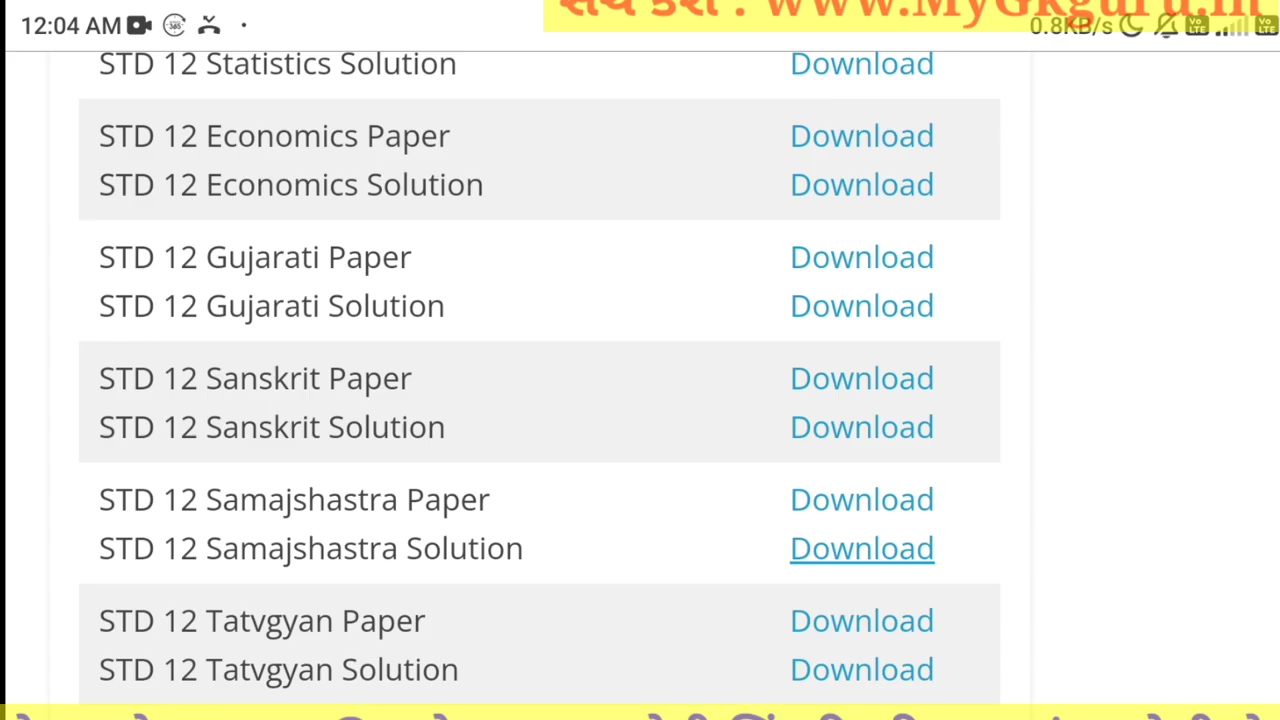 સર્ચ કરો : www.MyGkguru.in
12:04 AM
0.8KB/s
STD 12 Statistics Solution Download
STD 12 Economics Paper Download
STD 12 Economics Solution Download
STD 12 Gujarati Paper Download
STD 12 Gujarati Solution Download
STD 12 Sanskrit Paper Download
STD 12 Sanskrit Solution Download
STD 12 Samajshastra Paper Download
STD 12 Samajshastra Solution Download
STD 12 Tatvgyan Paper Download
STD 12 Tatvgyan Solution Download